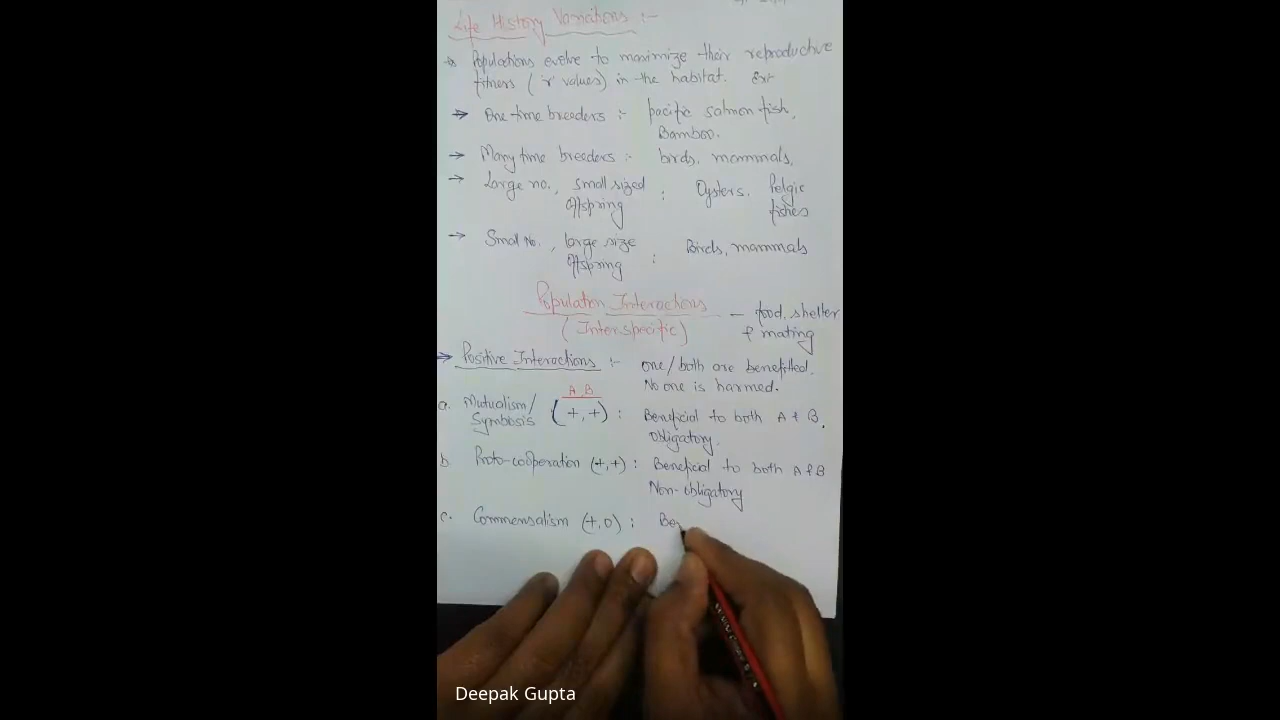 Life History Variations :-
→ Populations evolve to maximize their reproductive
fitness ('r' values) in the habitat. Ex:-
→ One time breeders :- pacific salmon fish,
Bamboo.
→ Many time breeders :- birds, mammals,
→ Large no., small sized offspring : Oysters, Pelgic fishes
→ Small No., large size offspring : Birds, mammals
Population Interactions
(Interspecific) — food, shelter
& mating
→ Positive Interactions :- one/both are benefitted.
No one is harmed.
A, B
a. Mutualism/ Symbosis (+,+) : Beneficial to both A & B.
Obligatory.
b Proto-cooperation (+,+) : Beneficial to both A & B
Non-obligatory
c. Commensalism (+,0) : Be
Deepak Gupta